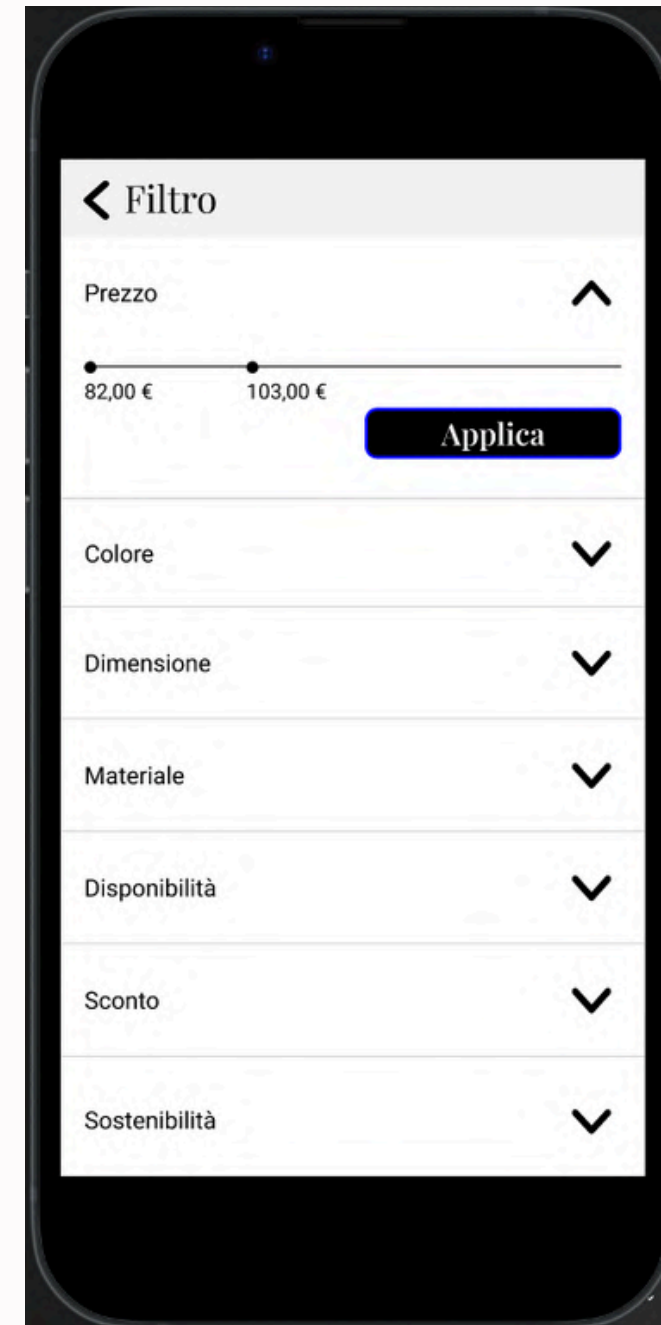 Filtro
Prezzo
82,00 € 103,00 €
Applica
Colore
Dimensione
Materiale
Disponibilità
Sconto
Sostenibilità